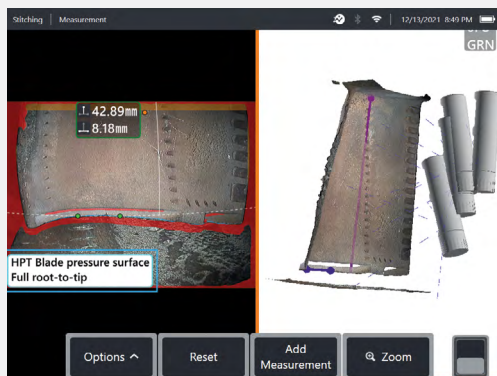 Stitching | Measurement
12/13/2021 8:49 PM
GRN
42.89mm
8.18mm
HPT Blade pressure surface
Full root-to-tip
Options
Reset
Add
Measurement
Zoom